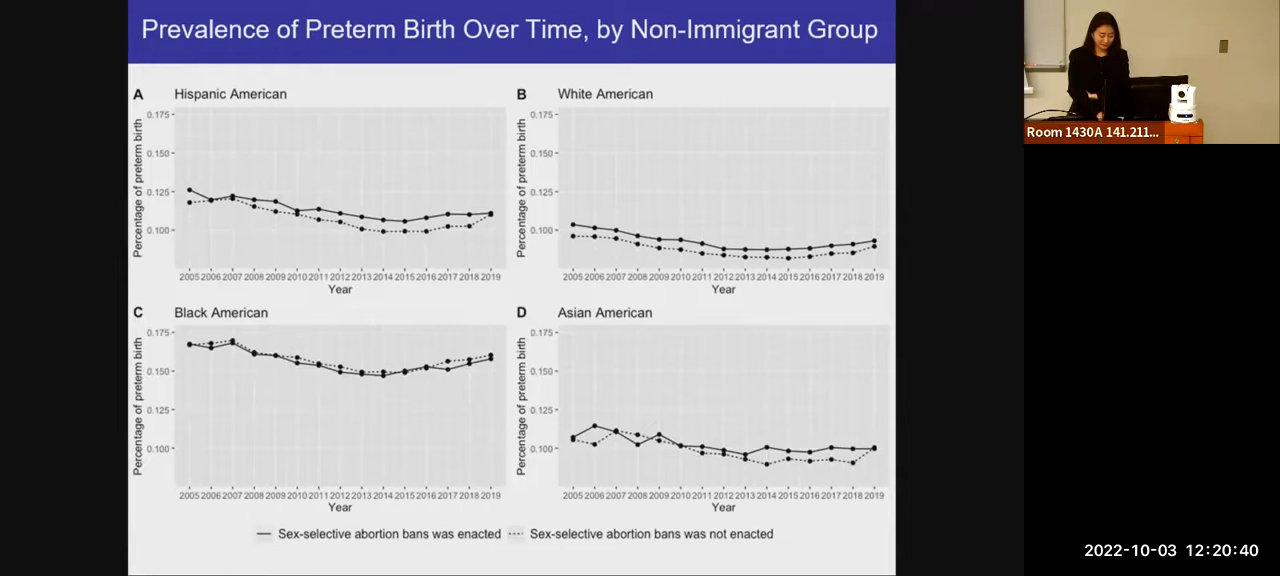 Prevalence of Preterm Birth Over Time, by Non-Immigrant Group
A Hispanic American
0.175
0.150
0.125
0.100
Percentage of preterm birth
2005 2006 2007 2008 2009 2010 2011 2012 2013 2014 2015 2016 2017 2018 2019
Year
B White American
0.175
0.150
0.125
0.100
Percentage of preterm birth
2005 2006 2007 2008 2009 2010 2011 2012 2013 2014 2015 2016 2017 2018 2019
Year
C Black American
0.175
0.150
0.125
0.100
Percentage of preterm birth
2005 2006 2007 2008 2009 2010 2011 2012 2013 2014 2015 2016 2017 2018 2019
Year
D Asian American
0.175
0.150
0.125
0.100
Percentage of preterm birth
2005 2006 2007 2008 2009 2010 2011 2012 2013 2014 2015 2016 2017 2018 2019
Year
Sex-selective abortion bans was enacted Sex-selective abortion bans was not enacted
Room 1430A 141.211...
2022-10-03 12:20:40